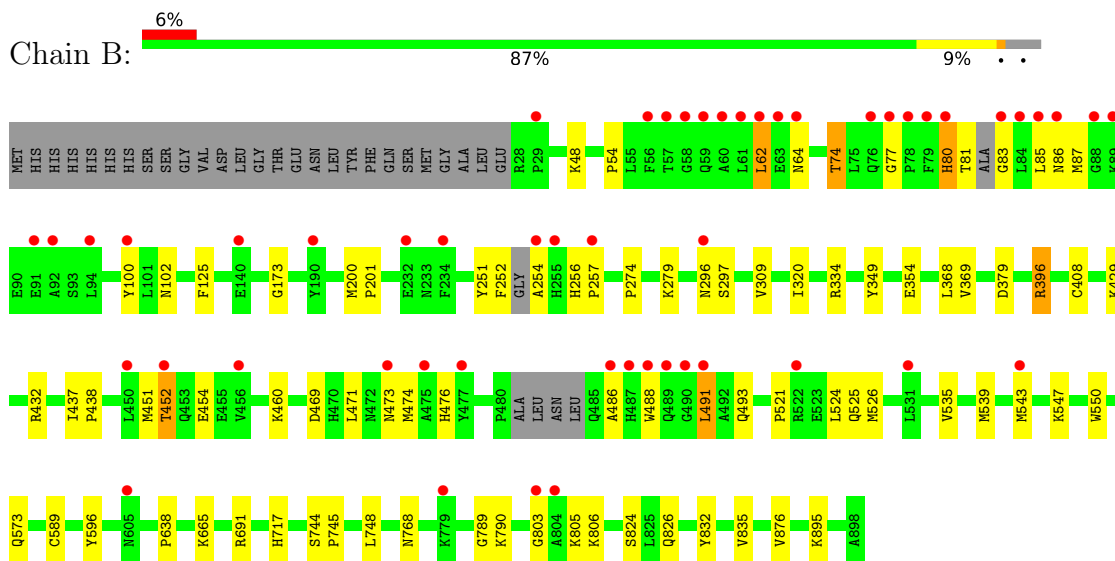 6%
Chain B:
87% 9% • •
MET HIS HIS HIS HIS HIS HIS SER SER GLY VAL ASP LEU GLY THR GLU ASN LEU TYR PHE GLN SER MET GLY ALA LEU GLU R28 P29 K48 P54 L55 F56 T57 G58 Q59 A60 L61 L62 E63 N64 T74 L75 Q76 G77 P78 F79 H80 T81 ALA G83 L84 L85 N86 M87 G88 K89
E90 E91 A92 S93 L94 Y100 L101 N102 F125 E140 G173 Y190 M200 P201 E232 N233 F234 Y251 F252 GLY A254 H255 H256 P257 P274 K279 N296 S297 V309 I320 R334 Y349 E354 L368 V369 D379 R396 C408 K429
R432 I437 P438 L450 M451 T452 Q453 E454 E455 V456 K460 D469 H470 L471 N472 N473 M474 A475 H476 Y477 P480 ALA LEU ASN LEU Q485 A486 H487 W488 Q489 G490 L491 A492 Q493 P521 R522 E523 L524 Q525 M526 L531 V535 M539 M543 K547 W550
Q573 C589 Y596 N605 P638 K665 R691 H717 S744 P745 L748 N768 K779 G789 K790 G803 A804 K805 K806 S824 L825 Q826 Y832 V835 V876 K895 A898